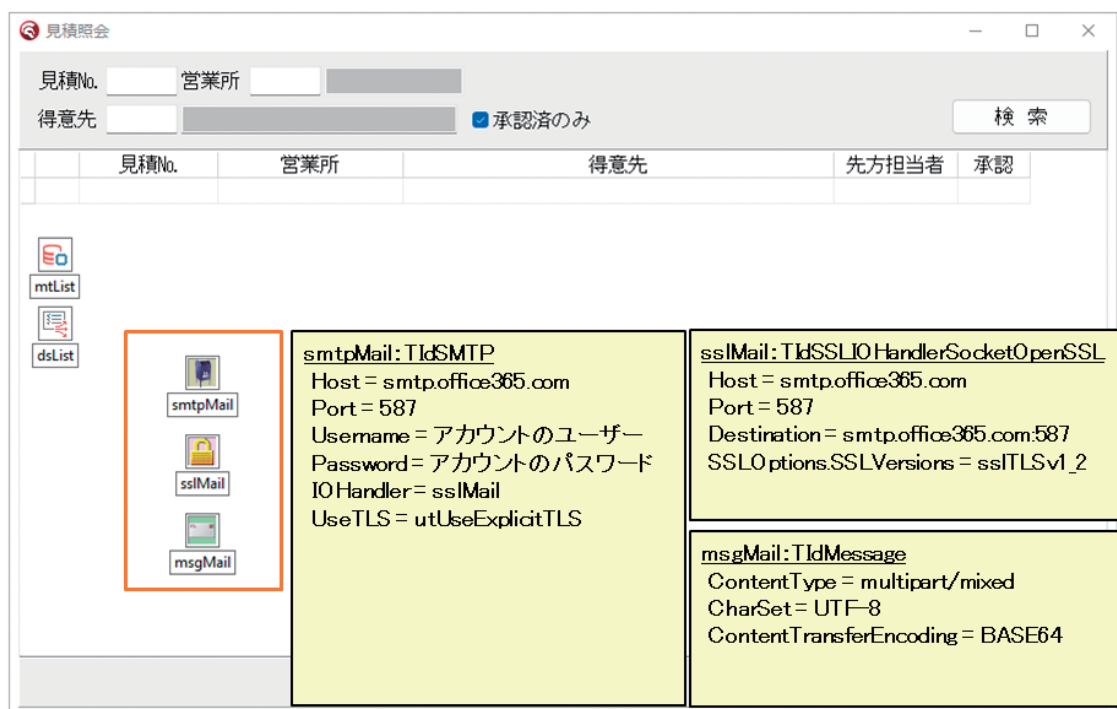 見積照会
見積No. 営業所
得意先 承認済のみ 検 索
見積No. 営業所 得意先 先方担当者 承認
mtList
dsList
smtpMail
sslMail
msgMail
smtpMail:TIdSMTP
Host = smtp.office365.com
Port = 587
Username = アカウントのユーザー
Password = アカウントのパスワード
IOHandler = sslMail
UseTLS = utUseExplicitTLS
sslMail:TIdSSLIOHandlerSocketOpenSSL
Host = smtp.office365.com
Port = 587
Destination = smtp.office365.com:587
SSLOptions.SSLVersions = sslTLSv1_2
msgMail:TIdMessage
ContentType = multipart/mixed
CharSet = UTF-8
ContentTransferEncoding = BASE64